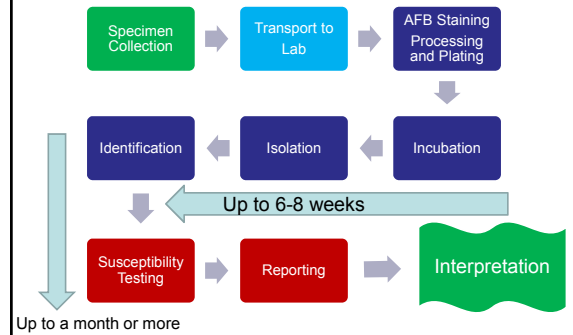 Specimen
Collection
Transport to
Lab
AFB Staining
Processing
and Plating
Identification
Isolation
Incubation
Up to 6-8 weeks
Susceptibility
Testing
Reporting
Interpretation
Up to a month or more